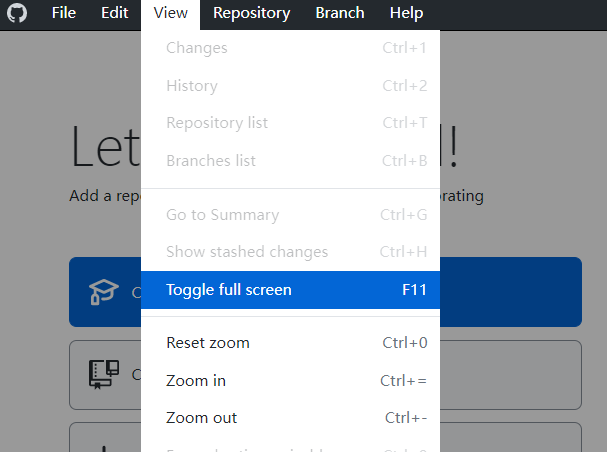 File Edit View Repository Branch Help
Changes Ctrl+1
History Ctrl+2
Repository list Ctrl+T
Branches list Ctrl+B
Let !
Add a rep rating
Go to Summary Ctrl+G
Show stashed changes Ctrl+H
Toggle full screen F11
Reset zoom Ctrl+0
Zoom in Ctrl+=
Zoom out Ctrl+-